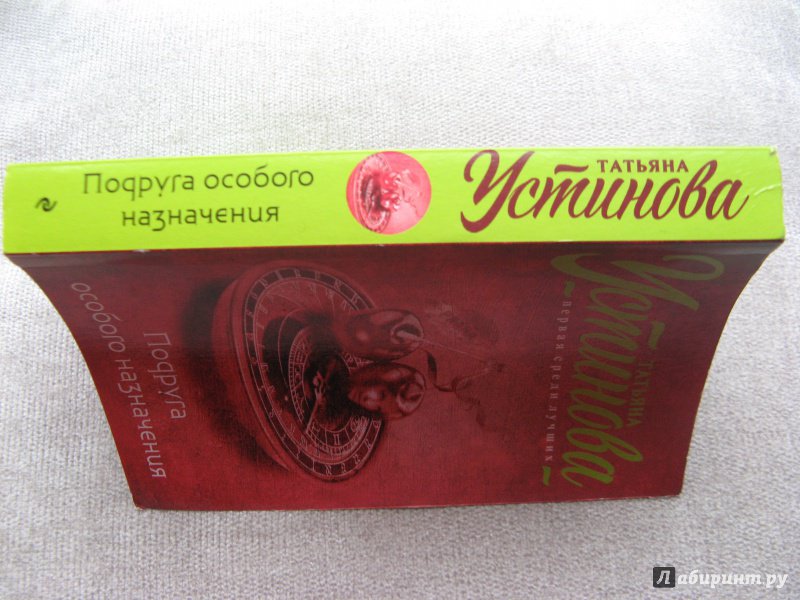 Подруга особого
назначения
ТАТЬЯНА
Устинова
ТАТЬЯНА
Устинова
первая среди лучших
Подруга
особого назначения
Лабиринт.ру